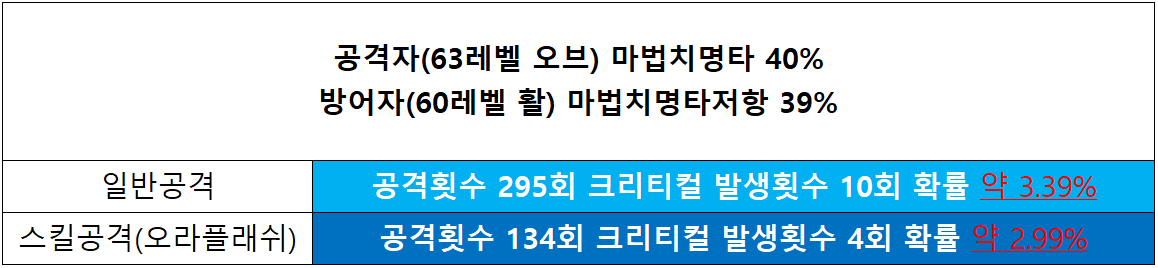 공격자(63레벨 오브) 마법치명타 40%
방어자(60레벨 활) 마법치명타저항 39%
일반공격 공격횟수 295회 크리티컬 발생횟수 10회 확률 약 3.39%
스킬공격(오라플래쉬) 공격횟수 134회 크리티컬 발생횟수 4회 확률 약 2.99%